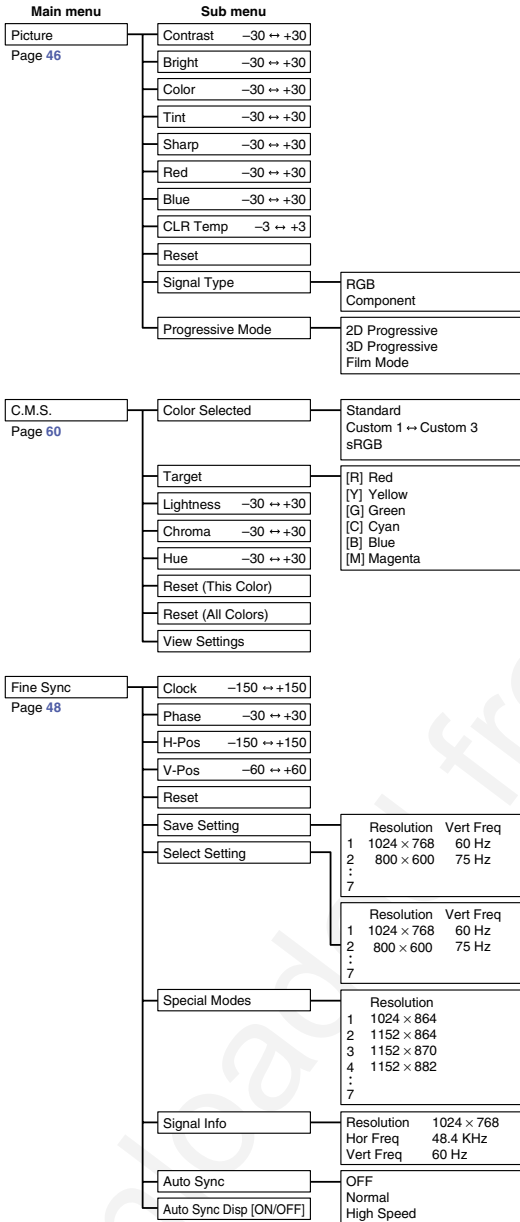 Main menu Sub menu
Picture
Page 46
Contrast –30 ↔ +30
Bright –30 ↔ +30
Color –30 ↔ +30
Tint –30 ↔ +30
Sharp –30 ↔ +30
Red –30 ↔ +30
Blue –30 ↔ +30
CLR Temp –3 ↔ +3
Reset
Signal Type
RGB
Component
Progressive Mode
2D Progressive
3D Progressive
Film Mode
C.M.S.
Page 60
Color Selected
Standard
Custom 1 ↔ Custom 3
sRGB
Target
[R] Red
[Y] Yellow
[G] Green
[C] Cyan
[B] Blue
[M] Magenta
Lightness –30 ↔ +30
Chroma –30 ↔ +30
Hue –30 ↔ +30
Reset (This Color)
Reset (All Colors)
View Settings
Fine Sync
Page 48
Clock –150 ↔ +150
Phase –30 ↔ +30
H-Pos –150 ↔ +150
V-Pos –60 ↔ +60
Reset
Save Setting
Resolution Vert Freq
1 1024 × 768 60 Hz
2 800 × 600 75 Hz
⋮
7
Select Setting
Resolution Vert Freq
1 1024 × 768 60 Hz
2 800 × 600 75 Hz
⋮
7
Special Modes
Resolution
1 1024 × 864
2 1152 × 864
3 1152 × 870
4 1152 × 882
⋮
7
Signal Info
Resolution 1024 × 768
Hor Freq 48.4 KHz
Vert Freq 60 Hz
Auto Sync
OFF
Normal
High Speed
Auto Sync Disp [ON/OFF]